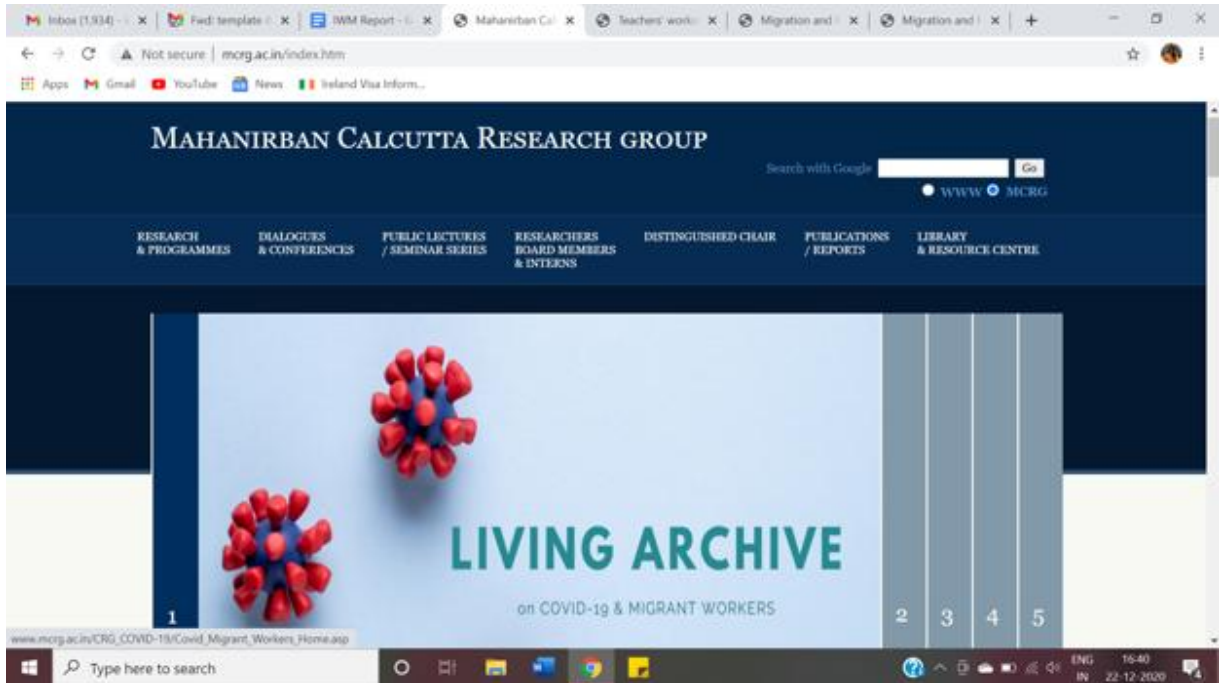 Inbox (1,934) -
Fwd: template
IWM Report - G
Mahanirban Cal
Teachers' work
Migration and
Migration and
Not secure | mcrg.ac.in/index.htm
Apps
Gmail
YouTube
News
Ireland Visa Inform...
MAHANIRBAN CALCUTTA RESEARCH GROUP
Search with Google
Go
WWW
MCRG
RESEARCH
& PROGRAMMES
DIALOGUES
& CONFERENCES
PUBLIC LECTURES
/ SEMINAR SERIES
RESEARCHERS
BOARD MEMBERS
& INTERNS
DISTINGUISHED CHAIR
PUBLICATIONS
/ REPORTS
LIBRARY
& RESOURCE CENTRE
LIVING ARCHIVE
on COVID-19 & MIGRANT WORKERS
1
2
3
4
5
www.mcrg.ac.in/CRG_COVID-19/Covid_Migrant_Workers_Home.asp
Type here to search
ENG
IN
16:40
22-12-2020